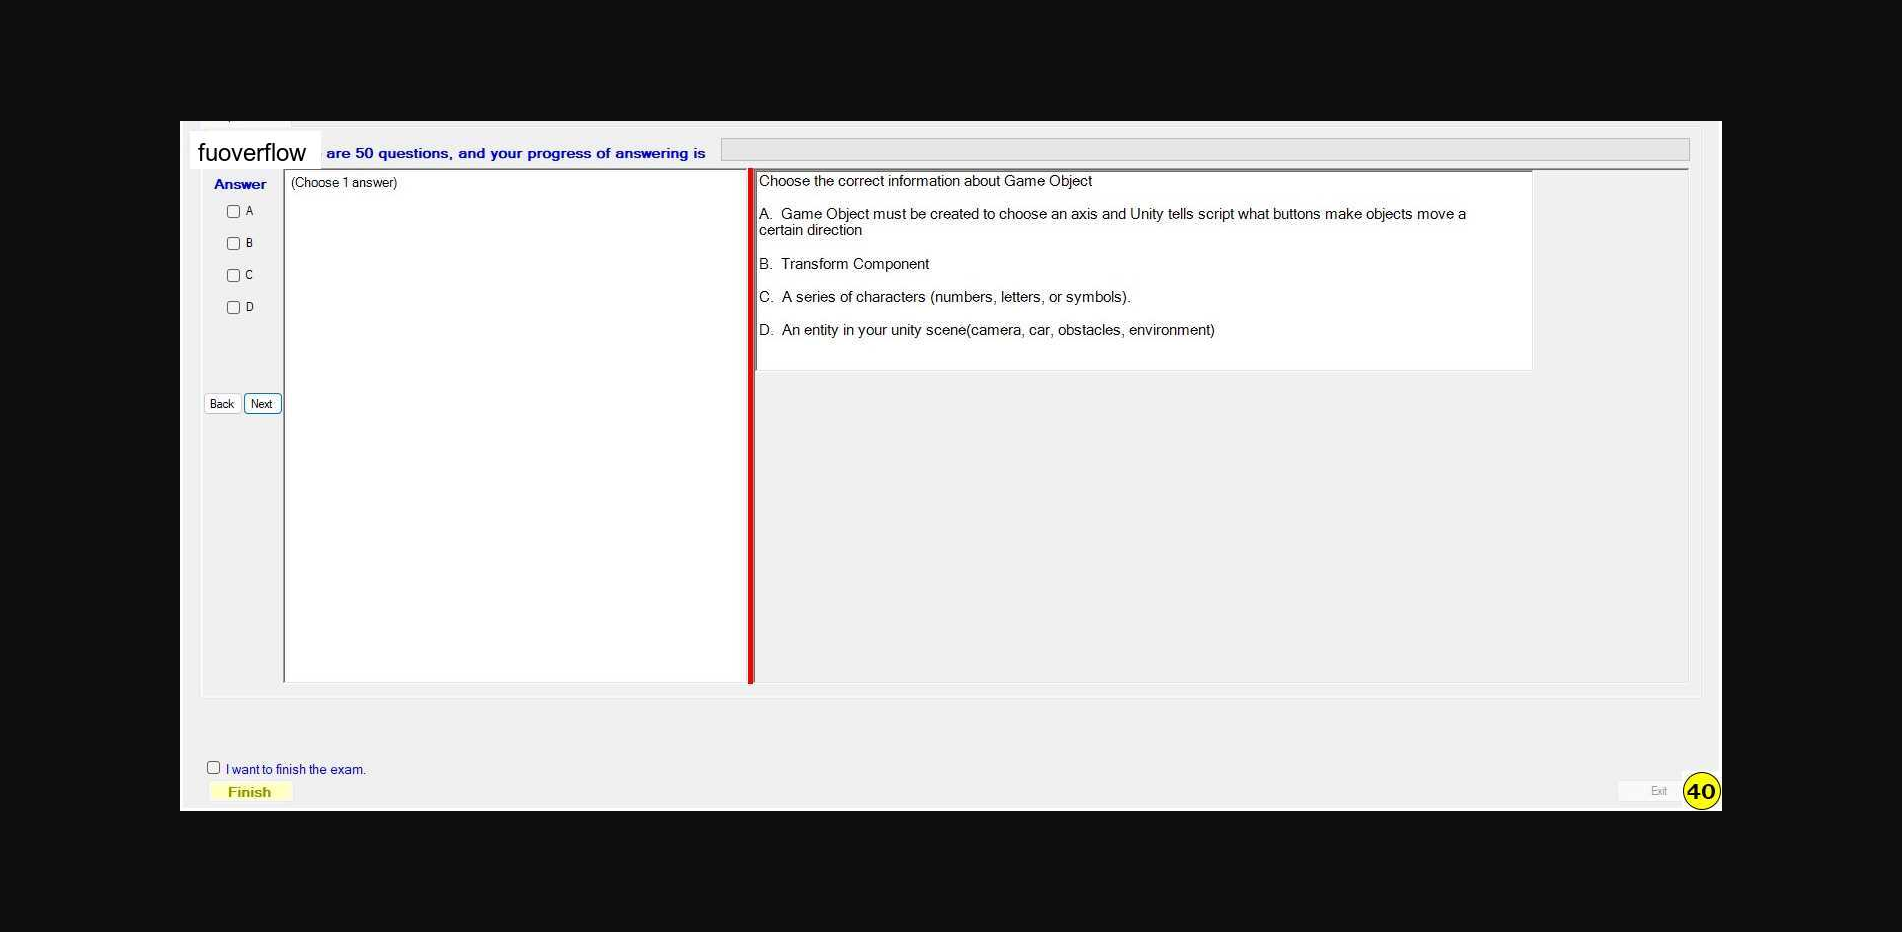 fuoverflow are 50 questions, and your progress of answering is
Answer
(Choose 1 answer)
A
B
C
D
Back Next
Choose the correct information about Game Object
A. Game Object must be created to choose an axis and Unity tells script what buttons make objects move a
certain direction
B. Transform Component
C. A series of characters (numbers, letters, or symbols).
D. An entity in your unity scene(camera, car, obstacles, environment)
I want to finish the exam.
Finish
Exit
40